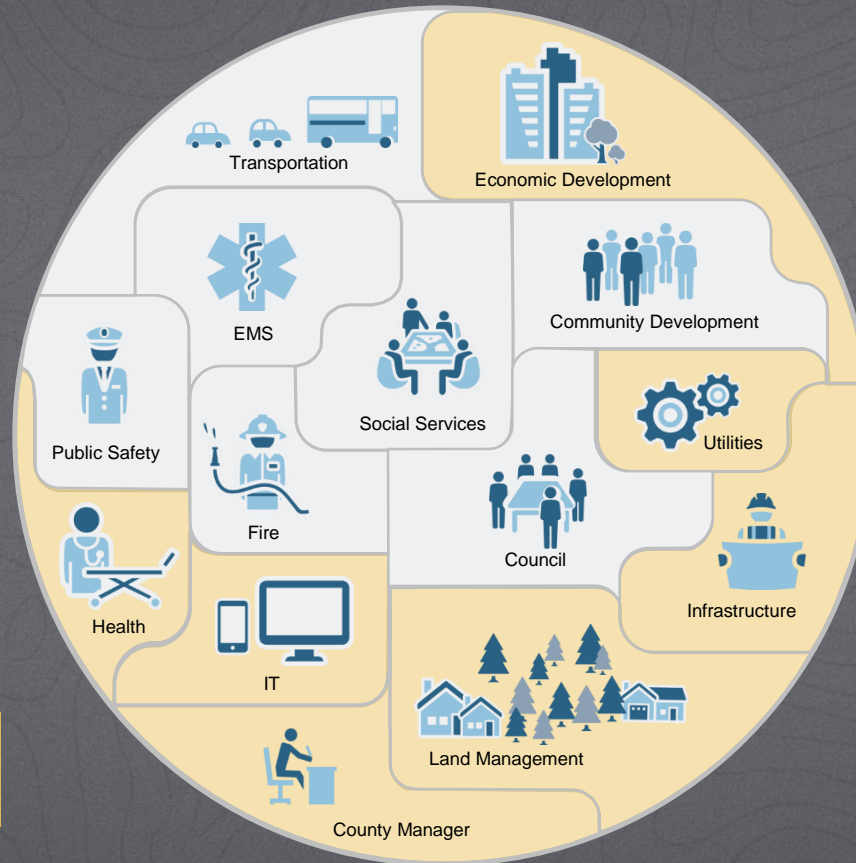 Transportation
Economic Development
EMS
Community Development
Social Services
Public Safety
Utilities
Fire
Council
Infrastructure
Health
IT
Land Management
County Manager